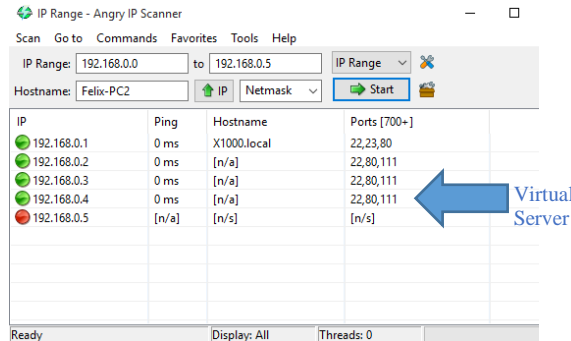 IP Range - Angry IP Scanner
Scan Go to Commands Favorites Tools Help
IP Range: 192.168.0.0 to 192.168.0.5 IP Range
Hostname: Felix-PC2 IP Netmask Start
IP Ping Hostname Ports [700+]
192.168.0.1 0 ms X1000.local 22,23,80
192.168.0.2 0 ms [n/a] 22,80,111
192.168.0.3 0 ms [n/a] 22,80,111
192.168.0.4 0 ms [n/a] 22,80,111
192.168.0.5 [n/a] [n/s] [n/s]
Virtual
Server
Ready Display: All Threads: 0